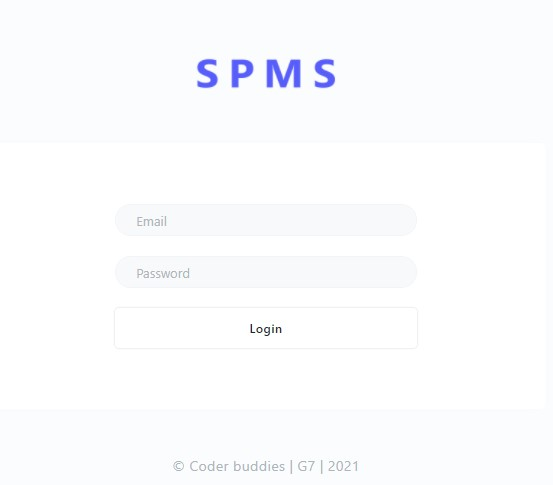 S P M S
Email
Password
Login
© Coder buddies | G7 | 2021